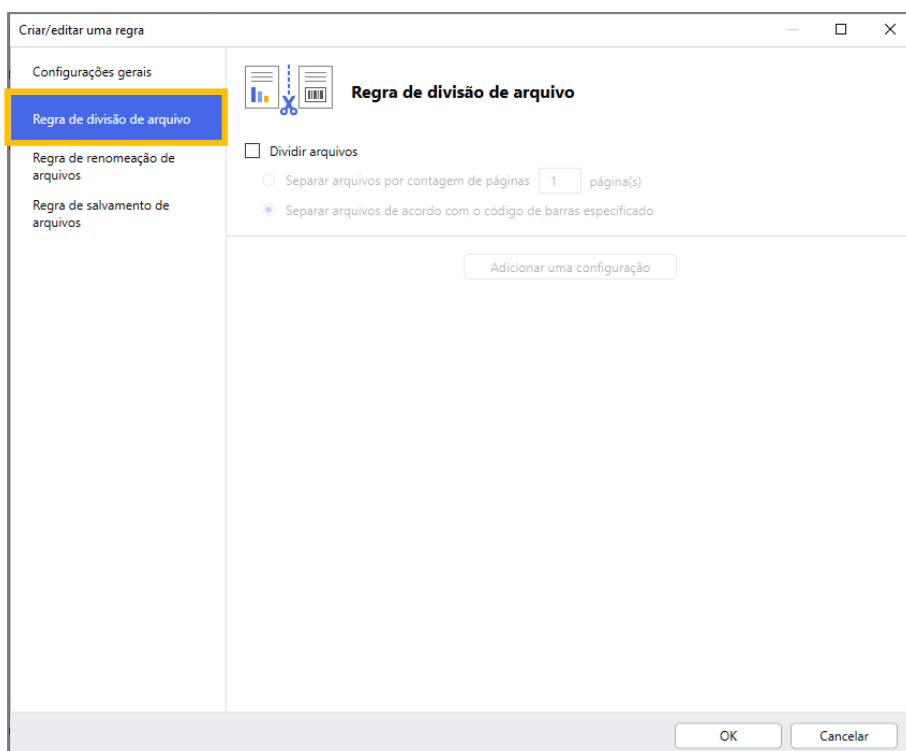 Criar/editar uma regra
Configurações gerais
Regra de divisão de arquivo
Regra de renomeação de
arquivos
Regra de salvamento de
arquivos
Regra de divisão de arquivo
Dividir arquivos
Separar arquivos por contagem de páginas 1 página(s)
Separar arquivos de acordo com o código de barras especificado
Adicionar uma configuração
OK Cancelar